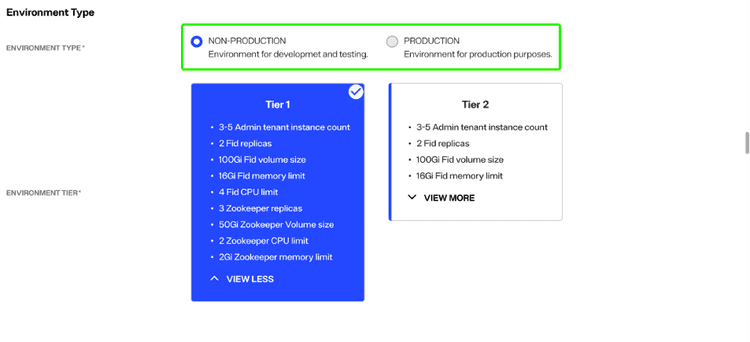 Environment Type
ENVIRONMENT TYPE*
NON-PRODUCTION
Environment for developmet and testing.
PRODUCTION
Environment for production purposes.
ENVIRONMENT TIER*
Tier 1
• 3-5 Admin tenant instance count
• 2 Fid replicas
• 100Gi Fid volume size
• 16Gi Fid memory limit
• 4 Fid CPU limit
• 3 Zookeeper replicas
• 50Gi Zookeeper Volume size
• 2 Zookeeper CPU limit
• 2Gi Zookeeper memory limit
VIEW LESS
Tier 2
• 3-5 Admin tenant instance count
• 2 Fid replicas
• 100Gi Fid volume size
• 16Gi Fid memory limit
VIEW MORE